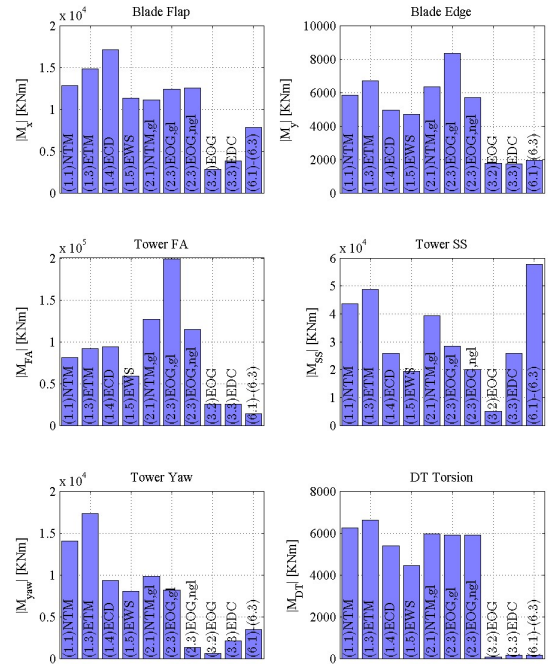 Blade Flap
x 10⁴
2
1.5
1
0.5
0
|Mₓ| [KNm]
(1.1)NTM
(1.3)ETM
(1.4)ECD
(1.5)EWS
(2.1)NTM,gl
(2.3)EOG,gl
(2.3)EOG,ngl
(3.2)EOG
(3.3)EDC
(6.1)-(6.3)
Blade Edge
10000
8000
6000
4000
2000
0
|M_y| [KNm]
(1.1)NTM
(1.3)ETM
(1.4)ECD
(1.5)EWS
(2.1)NTM,gl
(2.3)EOG,gl
(2.3)EOG,ngl
(3.2)EOG
(3.3)EDC
(6.1)-(6.3)
Tower FA
x 10⁵
2
1.5
1
0.5
0
|M_FA| [KNm]
(1.1)NTM
(1.3)ETM
(1.4)ECD
(1.5)EWS
(2.1)NTM,gl
(2.3)EOG,gl
(2.3)EOG,ngl
(3.2)EOG
(3.3)EDC
(6.1)-(6.3)
Tower SS
x 10⁴
6
5
4
3
2
1
0
|M_SS| [KNm]
(1.1)NTM
(1.3)ETM
(1.4)ECD
(1.5)EWS
(2.1)NTM,gl
(2.3)EOG,gl
(2.3)EOG,ngl
(3.2)EOG
(3.3)EDC
(6.1)-(6.3)
Tower Yaw
x 10⁴
2
1.5
1
0.5
0
|M_yaw| [KNm]
(1.1)NTM
(1.3)ETM
(1.4)ECD
(1.5)EWS
(2.1)NTM,gl
(2.3)EOG,gl
(2.3)EOG,ngl
(3.2)EOG
(3.3)EDC
(6.1)-(6.3)
DT Torsion
8000
6000
4000
2000
0
|M_DT| [KNm]
(1.1)NTM
(1.3)ETM
(1.4)ECD
(1.5)EWS
(2.1)NTM,gl
(2.3)EOG,gl
(2.3)EOG,ngl
(3.2)EOG
(3.3)EDC
(6.1)-(6.3)